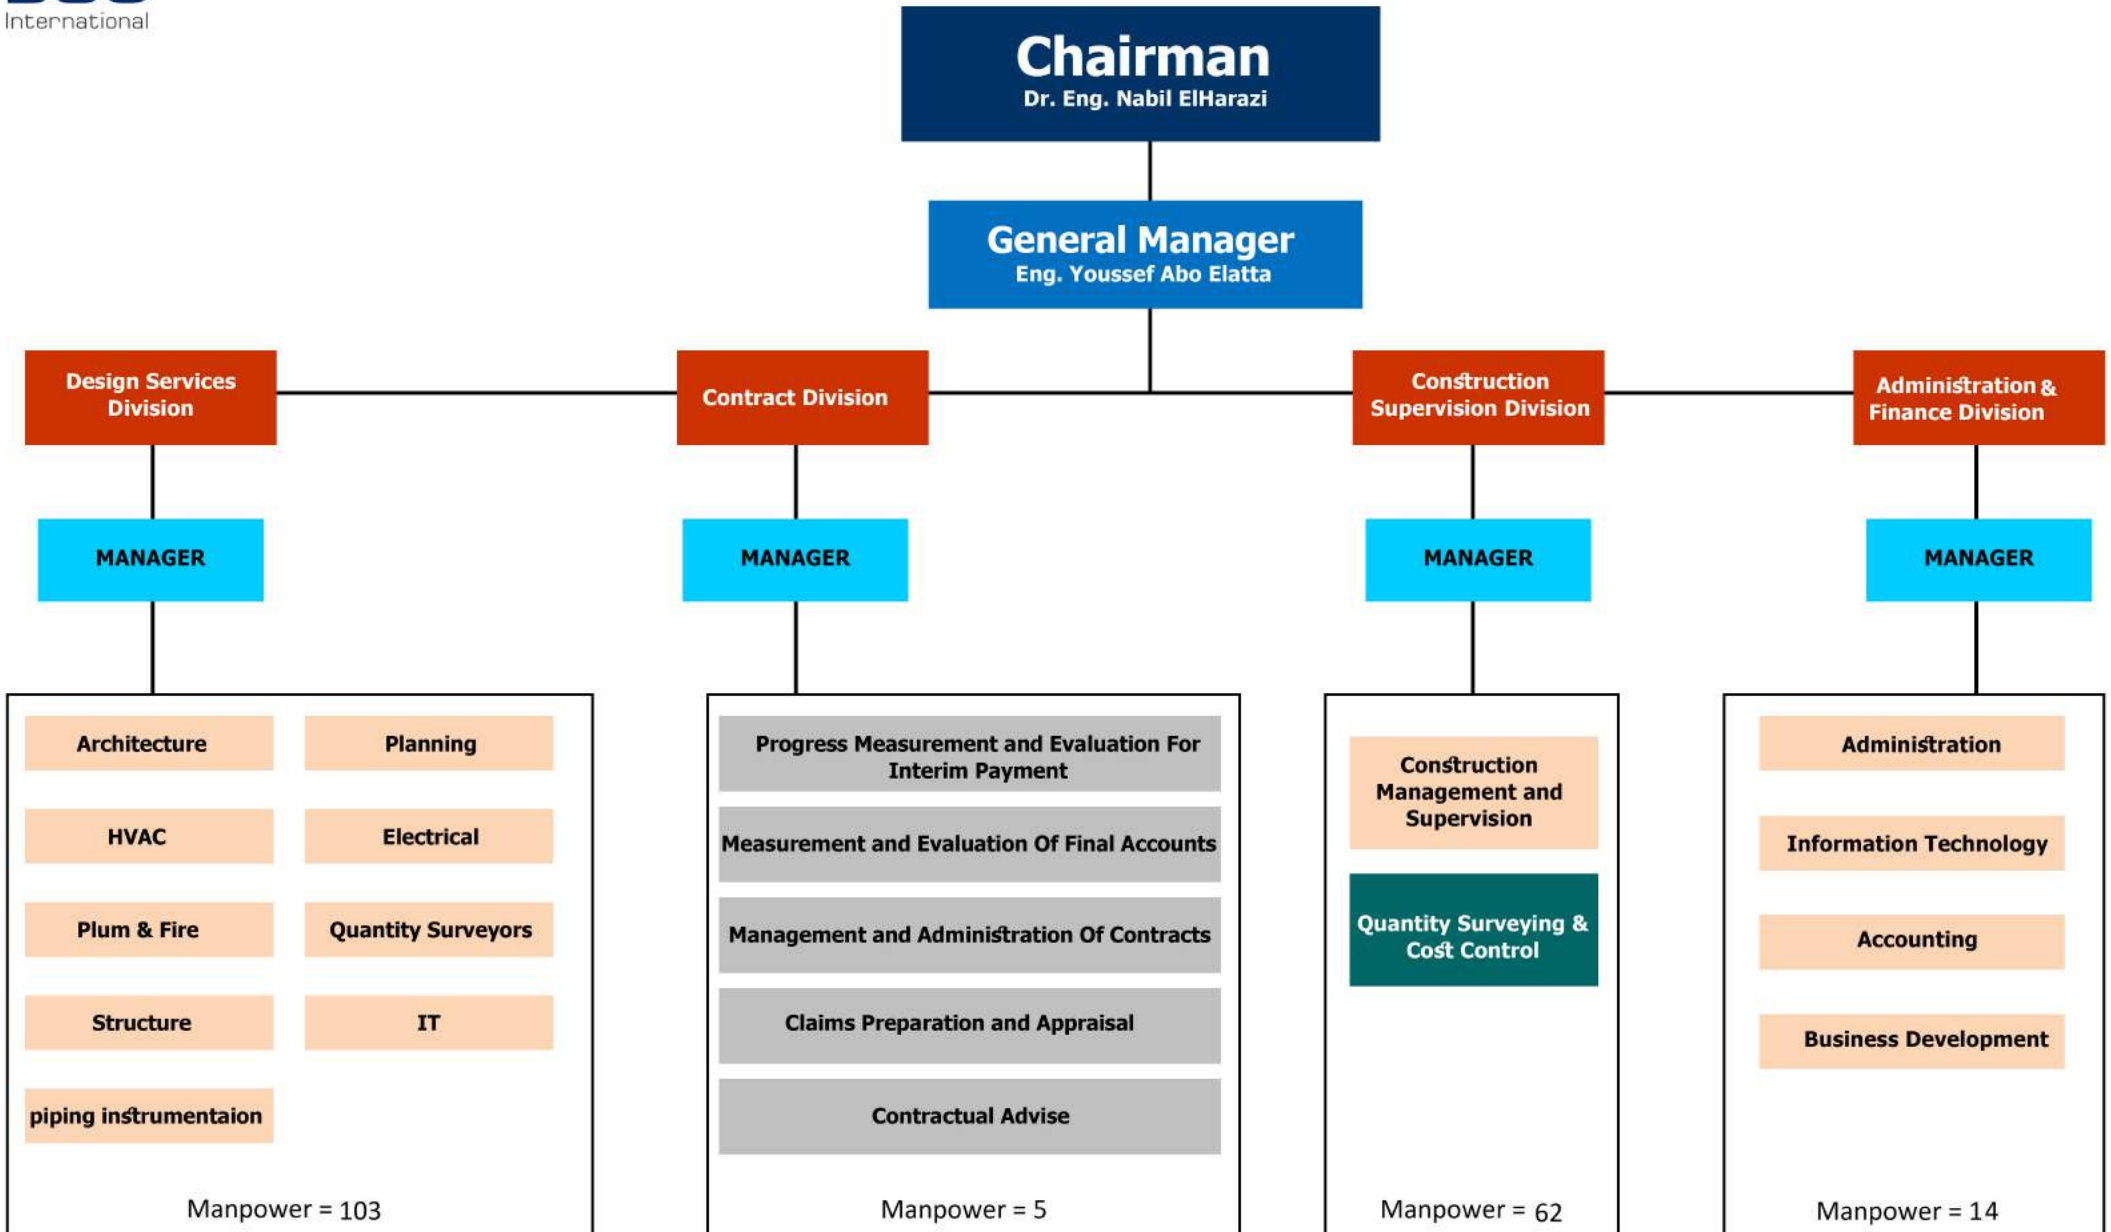 International
Chairman
Dr. Eng. Nabil ElHarazi
General Manager
Eng. Youssef Abo Elatta
Design Services
Division
Contract Division
Construction
Supervision Division
Administration &
Finance Division
MANAGER
MANAGER
MANAGER
MANAGER
Architecture
Planning
HVAC
Electrical
Plum & Fire
Quantity Surveyors
Structure
IT
piping instrumentaion
Manpower = 103
Progress Measurement and Evaluation For
Interim Payment
Measurement and Evaluation Of Final Accounts
Management and Administration Of Contracts
Claims Preparation and Appraisal
Contractual Advise
Manpower = 5
Construction
Management and
Supervision
Quantity Surveying &
Cost Control
Manpower = 62
Administration
Information Technology
Accounting
Business Development
Manpower = 14